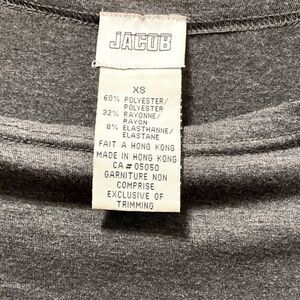 JACOB
XS
60% POLYESTER/
POLYESTER
32% RAYONNE/
RAYON
8% ELASTHANNE/
ELASTANE
FAIT A HONG KONG
MADE IN HONG KONG
CA # 05050
GARNITURE NON
COMPRISE
EXCLUSIVE OF
TRIMMING